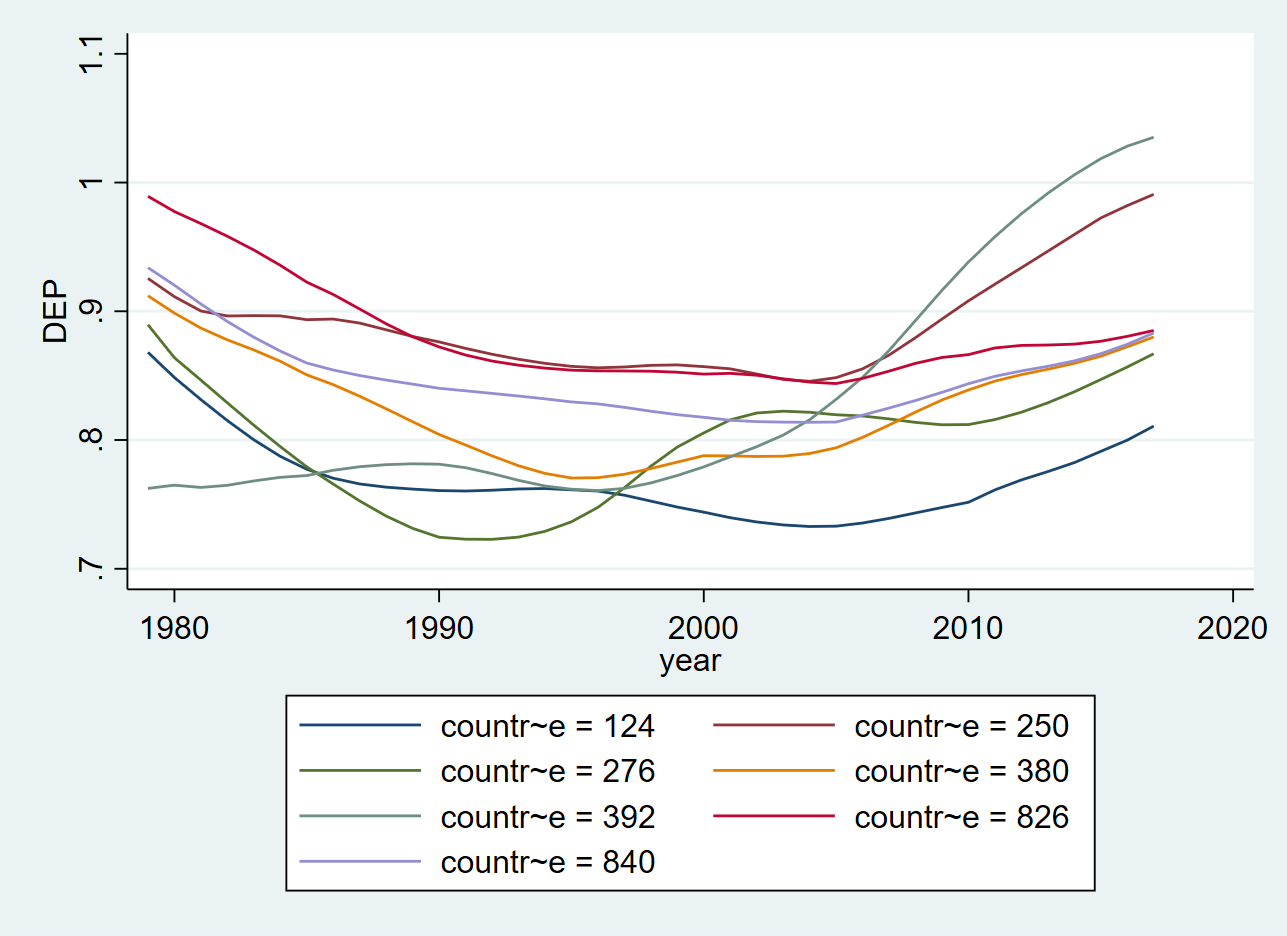 1.1
1
.9
.8
.7
DEP
1980 1990 2000 2010 2020
year
countr~e = 124 countr~e = 250
countr~e = 276 countr~e = 380
countr~e = 392 countr~e = 826
countr~e = 840